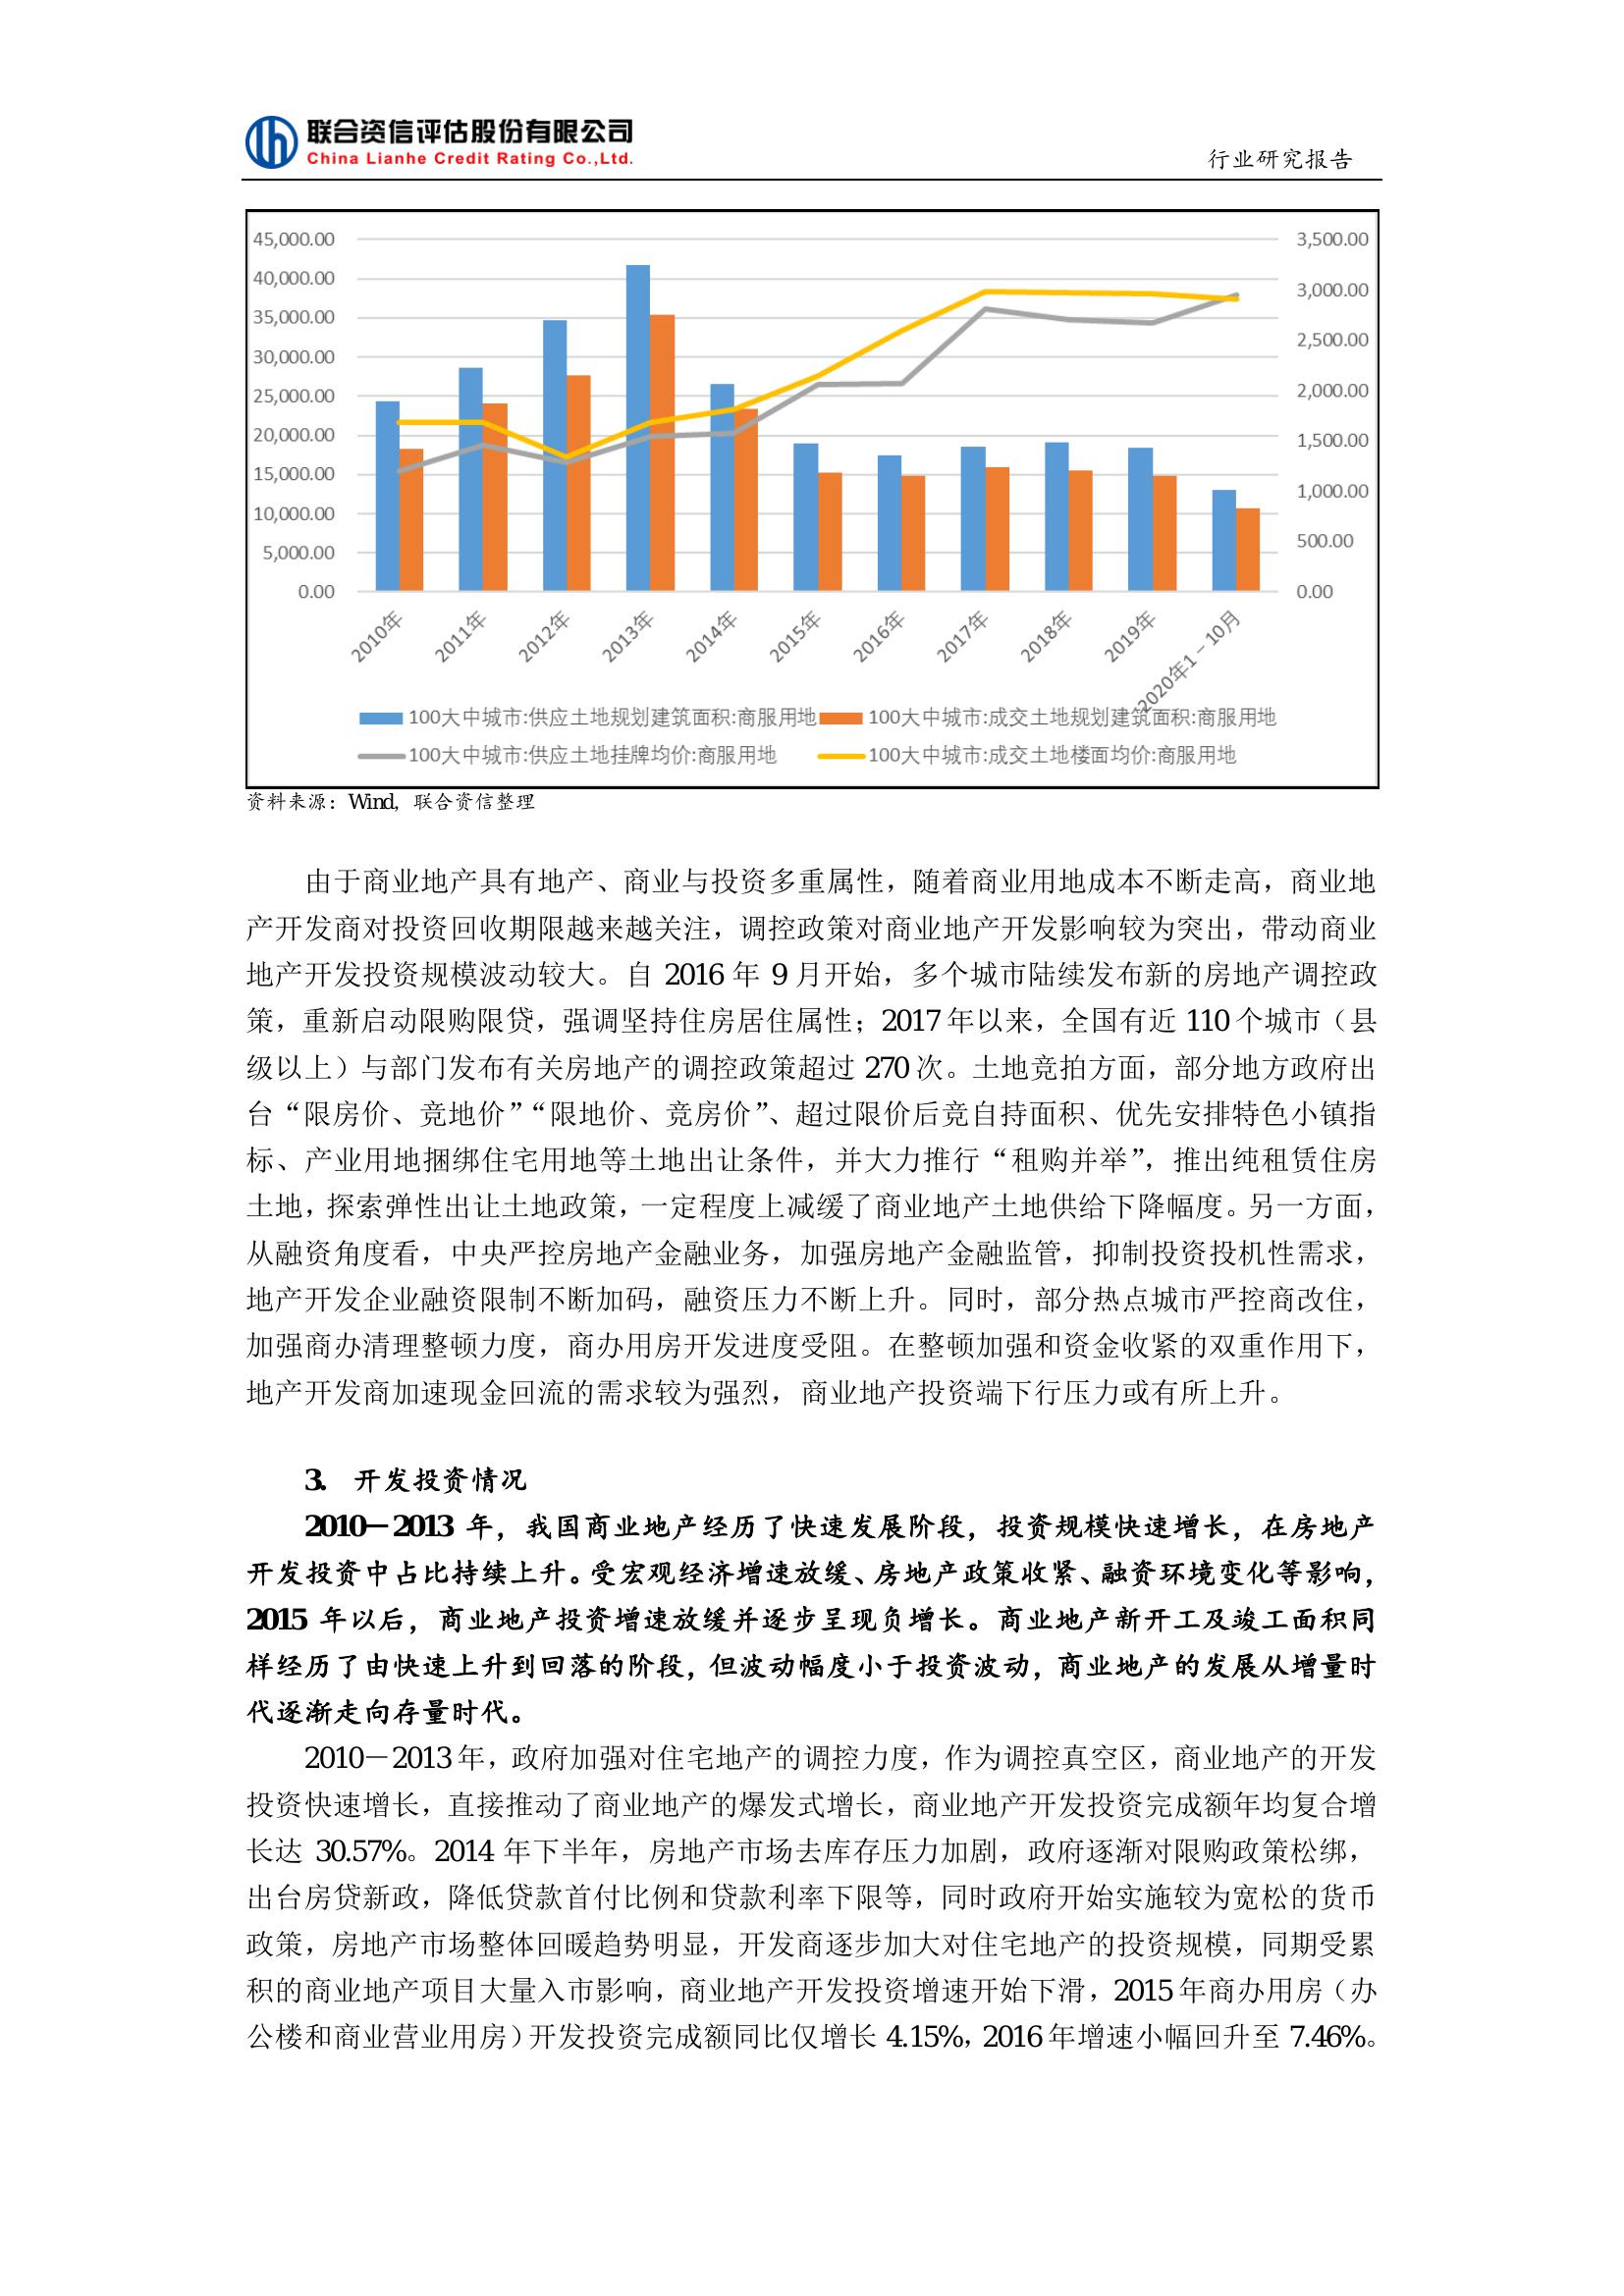 联合资信评估股份有限公司
China Lianhe Credit Rating Co.,Ltd.
行业研究报告
45,000.00
40,000.00
35,000.00
30,000.00
25,000.00
20,000.00
15,000.00
10,000.00
5,000.00
0.00
3,500.00
3,000.00
2,500.00
2,000.00
1,500.00
1,000.00
500.00
0.00
2010年
2011年
2012年
2013年
2014年
2015年
2016年
2017年
2018年
2019年
2020年1－10月
100大中城市:供应土地规划建筑面积:商服用地
100大中城市:成交土地规划建筑面积:商服用地
100大中城市:供应土地挂牌均价:商服用地
100大中城市:成交土地楼面均价:商服用地
资料来源：Wind，联合资信整理
由于商业地产具有地产、商业与投资多重属性，随着商业用地成本不断走高，商业地
产开发商对投资回收期限越来越关注，调控政策对商业地产开发影响较为突出，带动商业
地产开发投资规模波动较大。自 2016 年 9 月开始，多个城市陆续发布新的房地产调控政
策，重新启动限购限贷，强调坚持住房居住属性；2017 年以来，全国有近 110 个城市（县
级以上）与部门发布有关房地产的调控政策超过 270 次。土地竞拍方面，部分地方政府出
台“限房价、竞地价”“限地价、竞房价”、超过限价后竞自持面积、优先安排特色小镇指
标、产业用地捆绑住宅用地等土地出让条件，并大力推行“租购并举”，推出纯租赁住房
土地，探索弹性出让土地政策，一定程度上减缓了商业地产土地供给下降幅度。另一方面，
从融资角度看，中央严控房地产金融业务，加强房地产金融监管，抑制投资投机性需求，
地产开发企业融资限制不断加码，融资压力不断上升。同时，部分热点城市严控商改住，
加强商办清理整顿力度，商办用房开发进度受阻。在整顿加强和资金收紧的双重作用下，
地产开发商加速现金回流的需求较为强烈，商业地产投资端下行压力或有所上升。
3. 开发投资情况
2010－2013 年，我国商业地产经历了快速发展阶段，投资规模快速增长，在房地产
开发投资中占比持续上升。受宏观经济增速放缓、房地产政策收紧、融资环境变化等影响，
2015 年以后，商业地产投资增速放缓并逐步呈现负增长。商业地产新开工及竣工面积同
样经历了由快速上升到回落的阶段，但波动幅度小于投资波动，商业地产的发展从增量时
代逐渐走向存量时代。
2010－2013 年，政府加强对住宅地产的调控力度，作为调控真空区，商业地产的开发
投资快速增长，直接推动了商业地产的爆发式增长，商业地产开发投资完成额年均复合增
长达 30.57%。2014 年下半年，房地产市场去库存压力加剧，政府逐渐对限购政策松绑，
出台房贷新政，降低贷款首付比例和贷款利率下限等，同时政府开始实施较为宽松的货币
政策，房地产市场整体回暖趋势明显，开发商逐步加大对住宅地产的投资规模，同期受累
积的商业地产项目大量入市影响，商业地产开发投资增速开始下滑，2015 年商办用房（办
公楼和商业营业用房）开发投资完成额同比仅增长 4.15%，2016 年增速小幅回升至 7.46%。